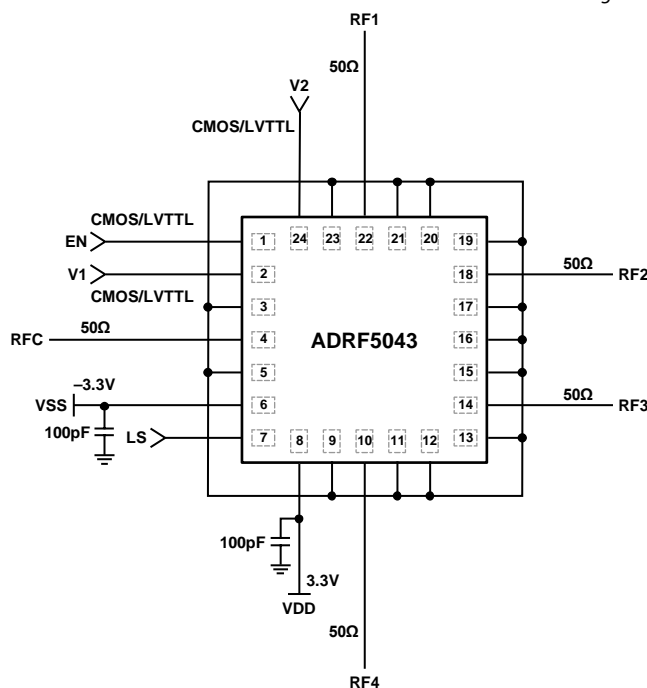 RF1
50Ω
V2
CMOS/LVTTL
CMOS/LVTTL
EN
V1
CMOS/LVTTL
RFC
50Ω
–3.3V
VSS
100pF
LS
1
2
3
4
5
6
7
24
23
22
21
20
19
18
17
16
15
14
13
8
9
10
11
12
ADRF5043
50Ω
RF2
50Ω
RF3
100pF
3.3V
VDD
50Ω
RF4